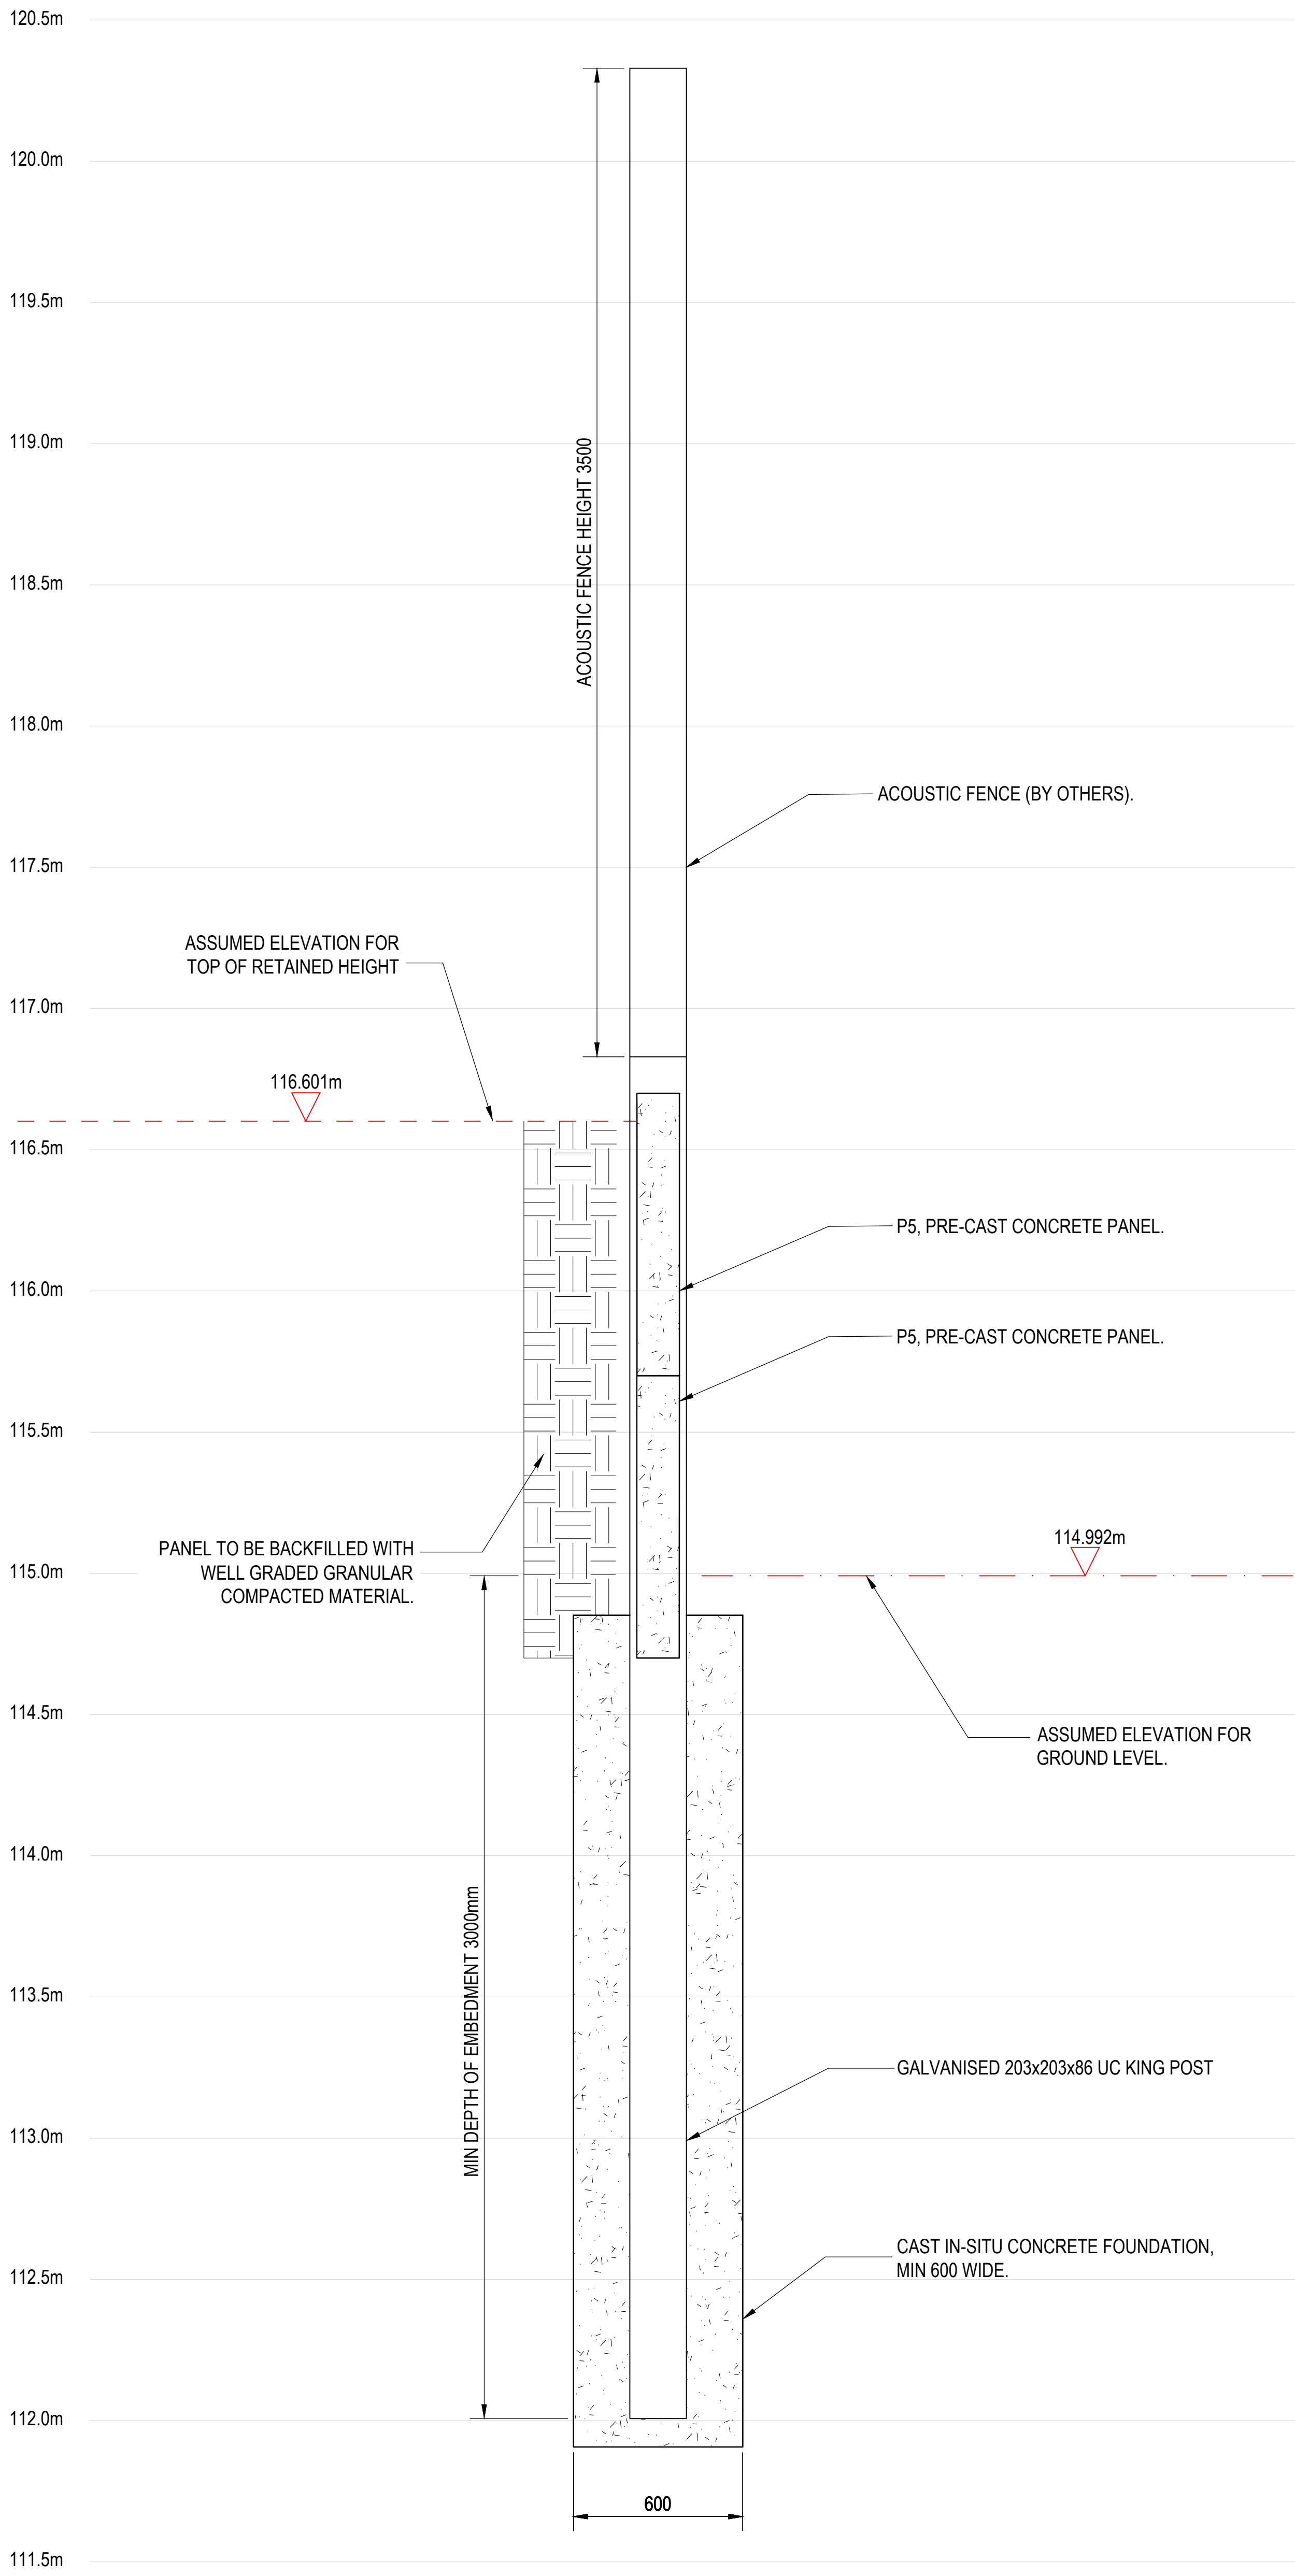 120.5m
120.0m
119.5m
119.0m
ACOUSTIC FENCE HEIGHT 3500
118.5m
118.0m
ACOUSTIC FENCE (BY OTHERS).
117.5m
ASSUMED ELEVATION FOR
TOP OF RETAINED HEIGHT
117.0m
116.601m
116.5m
P5, PRE-CAST CONCRETE PANEL.
116.0m
P5, PRE-CAST CONCRETE PANEL.
115.5m
PANEL TO BE BACKFILLED WITH
WELL GRADED GRANULAR
COMPACTED MATERIAL.
114.992m
115.0m
114.5m
ASSUMED ELEVATION FOR
GROUND LEVEL.
114.0m
MIN DEPTH OF EMBEDMENT 3000mm
113.5m
GALVANISED 203x203x86 UC KING POST
113.0m
CAST IN-SITU CONCRETE FOUNDATION,
MIN 600 WIDE.
112.5m
112.0m
600
111.5m